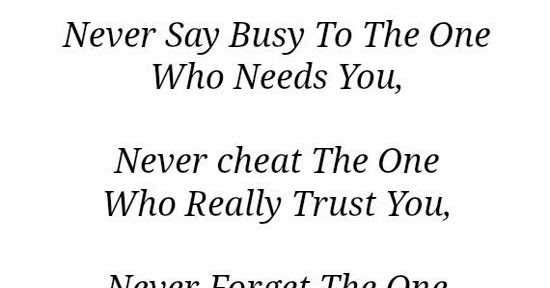 Never Say Busy To The One
Who Needs You,
Never cheat The One
Who Really Trust You,
Never Forget The One